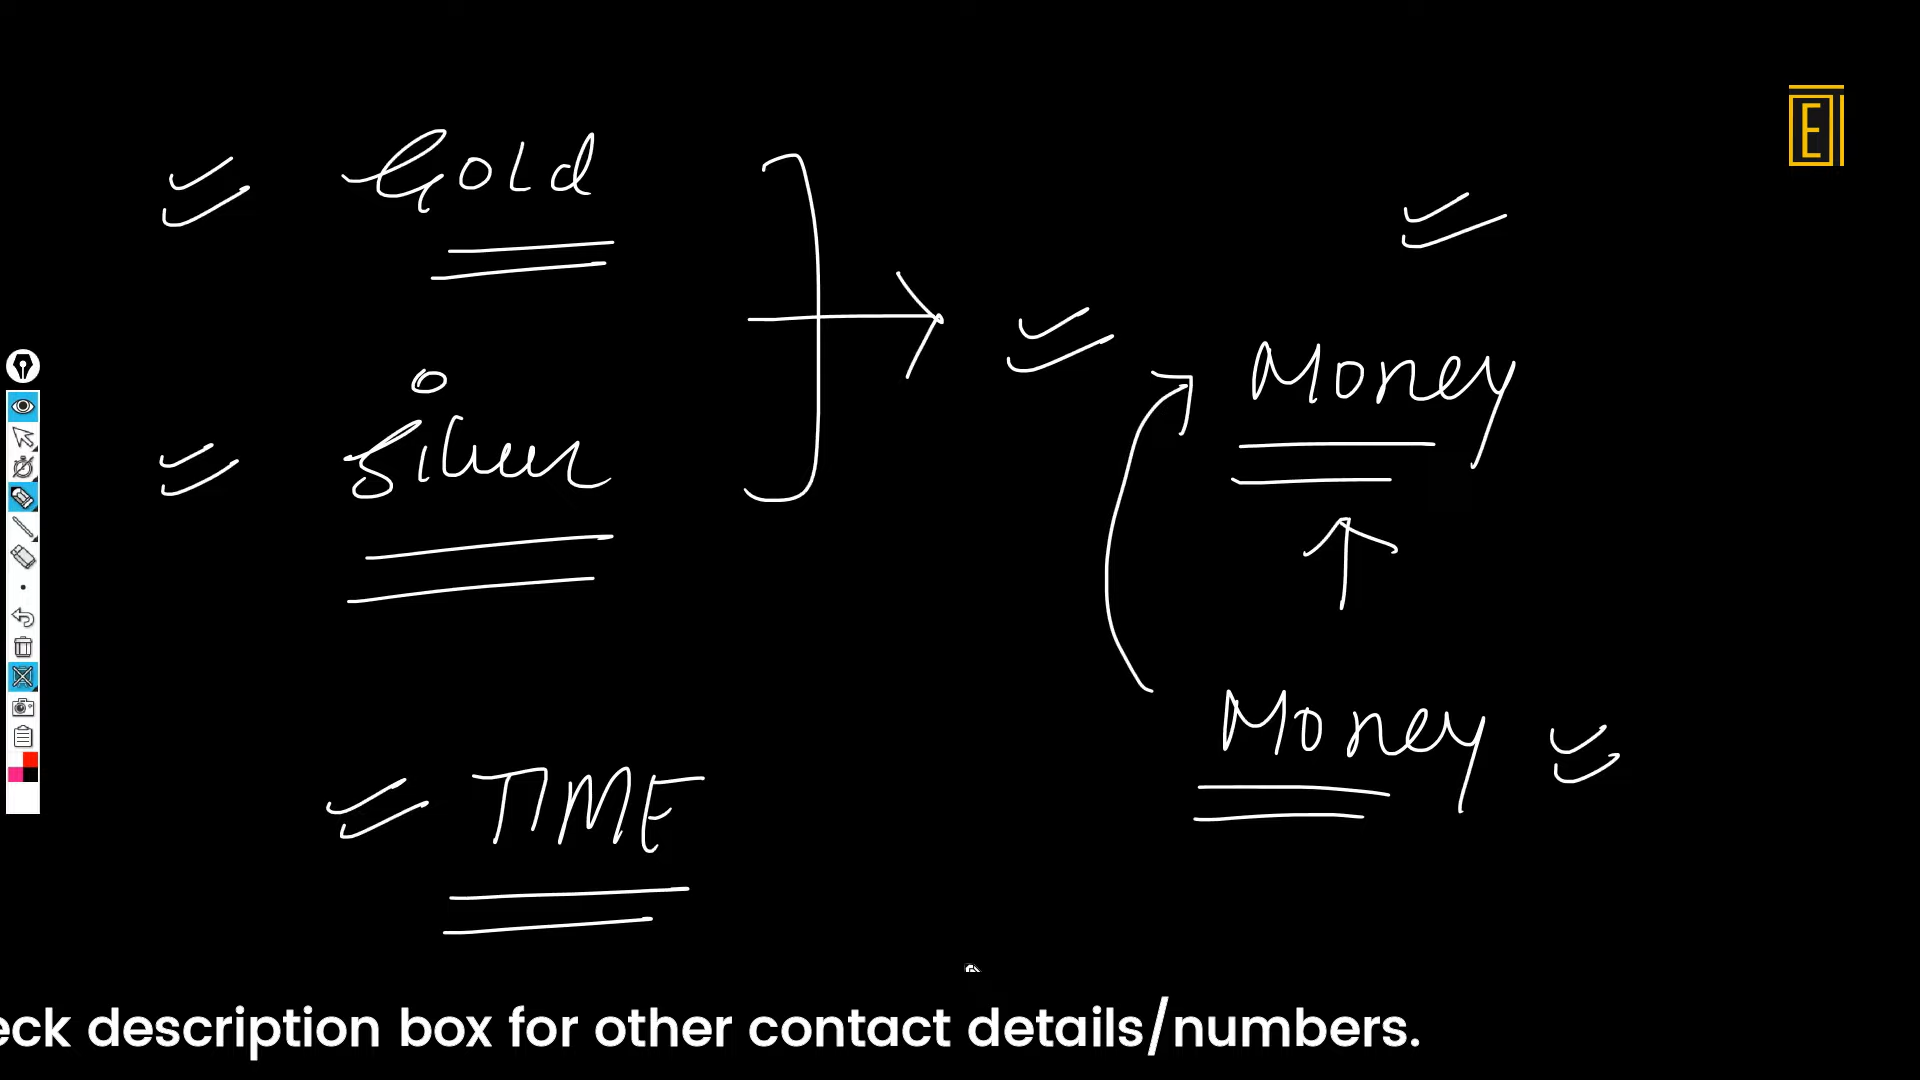 Gold
Silver
Money
Money
TIME
E
eck description box for other contact details/numbers.